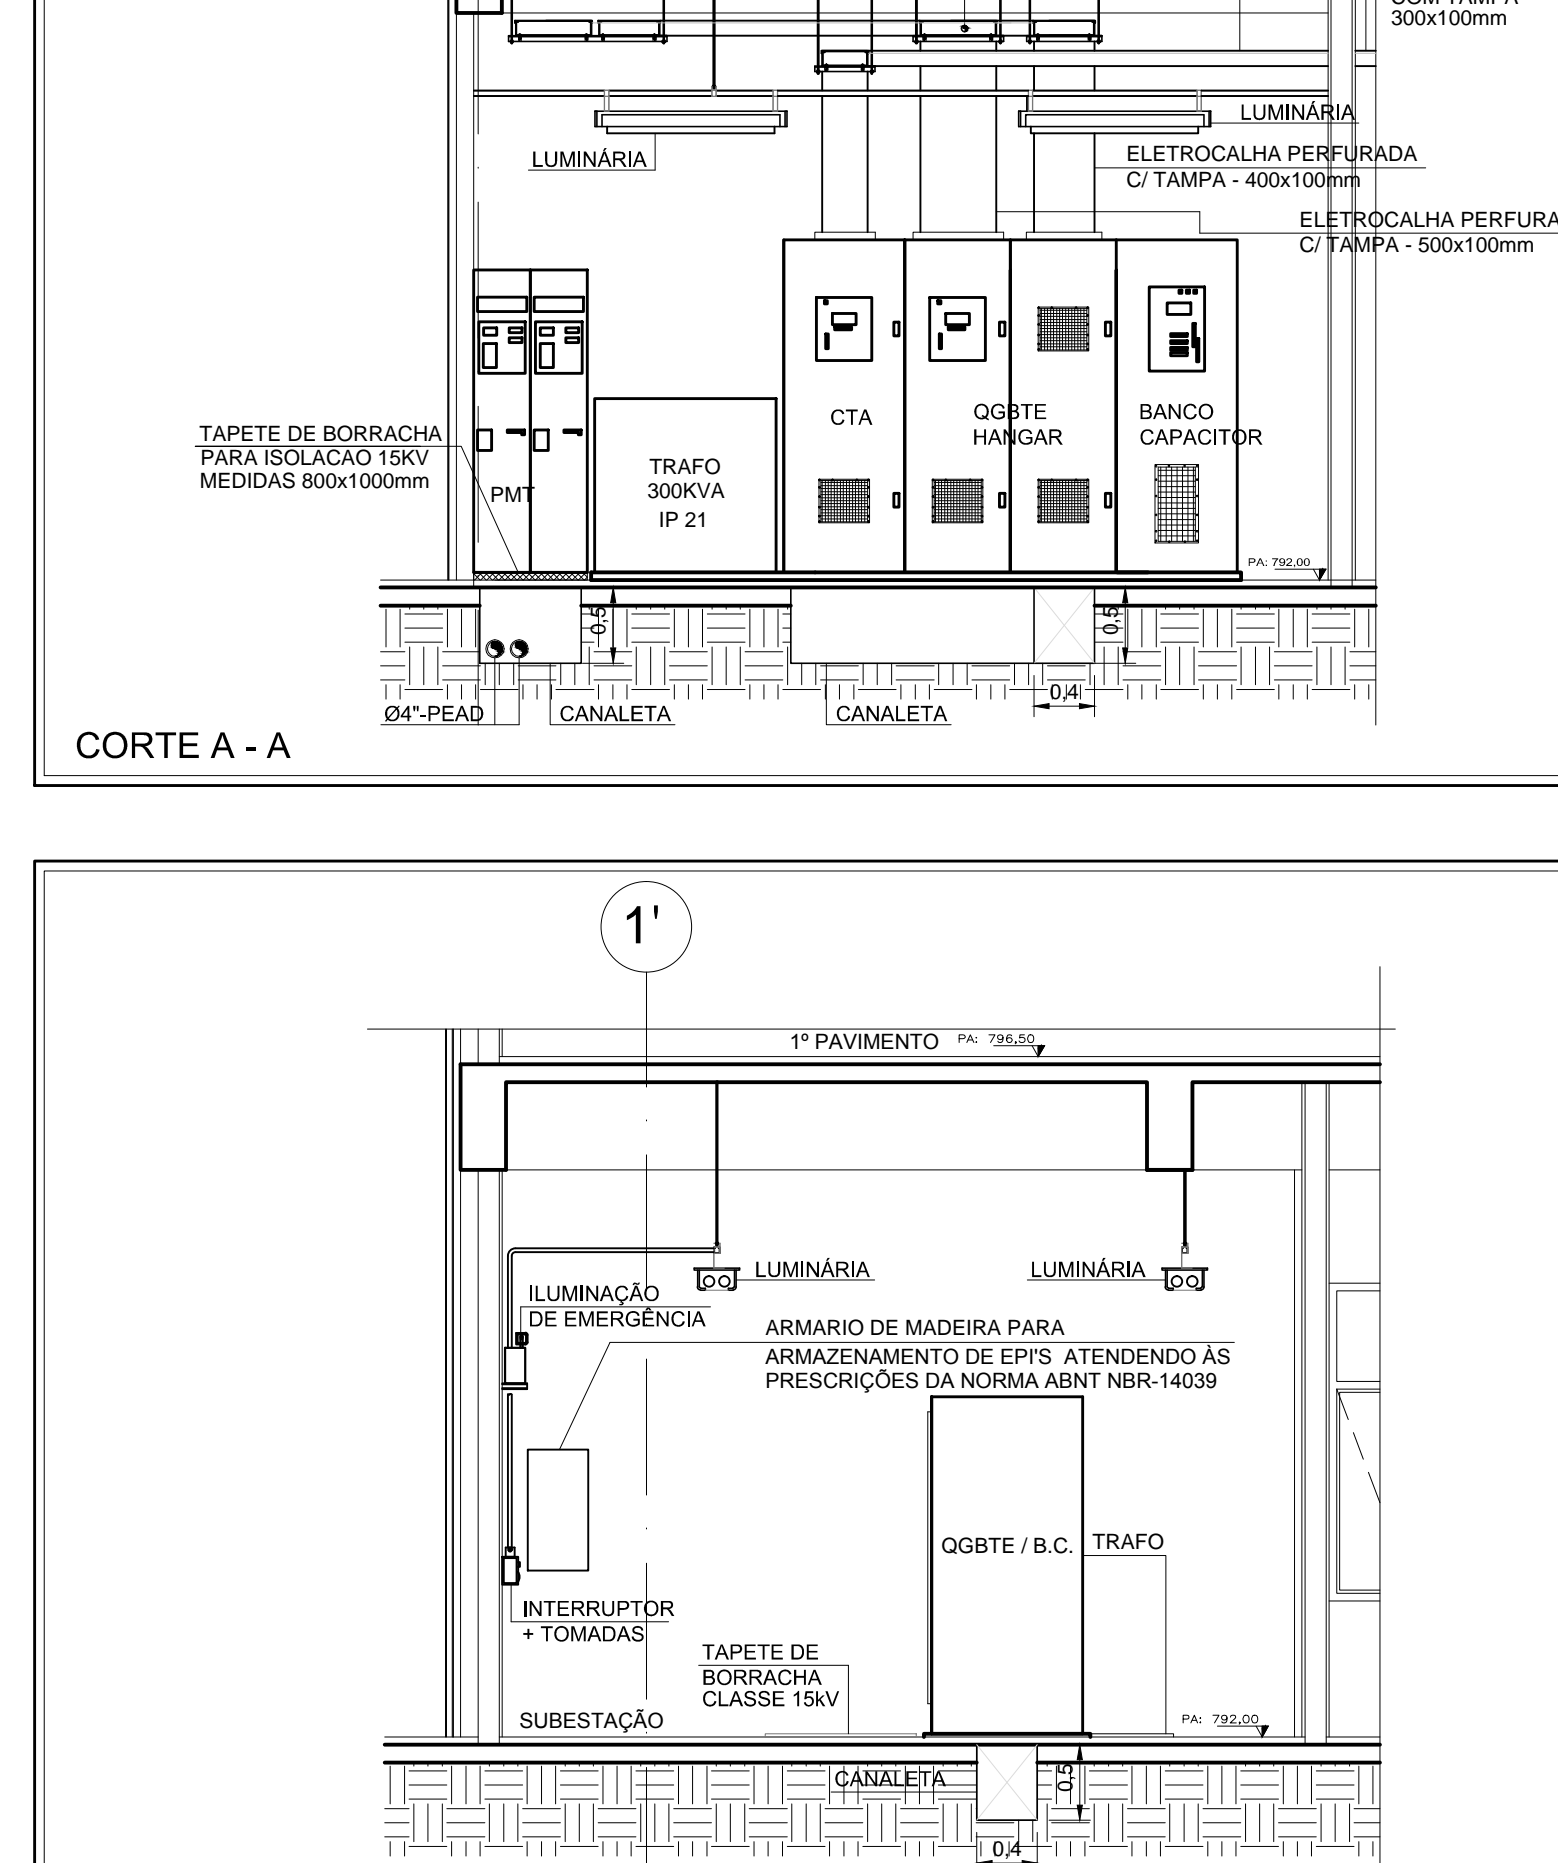 300x100mm
LUMINÁRIA
LUMINÁRIA
ELETROCALHA PERFURADA
C/ TAMPA - 400x100mm
C/ TAMPA - 500x100mm
ELETROCALHA
CTA
QGBTE
HANGAR
BANCO
CAPACITOR
TAPETE DE BORRACHA
PARA ISOLACAO 15KV
MEDIDAS 800x1000mm
PMT
TRAFO
300KVA
IP 21
PA: 792,00
0,5
0,5
0,4
Ø4"-PEAD
CANALETA
CANALETA
CORTE A - A
1'
1º PAVIMENTO PA: 796,50
LUMINÁRIA
LUMINÁRIA
ILUMINAÇÃO
DE EMERGÊNCIA
ARMARIO DE MADEIRA PARA
ARMAZENAMENTO DE EPI'S ATENDENDO ÀS
PRESCRIÇÕES DA NORMA ABNT NBR-14039
QGBTE / B.C.
TRAFO
INTERRUPTOR
+ TOMADAS
TAPETE DE
BORRACHA
CLASSE 15kV
SUBESTAÇÃO
PA: 792,00
CANALETA
0,5
0,4